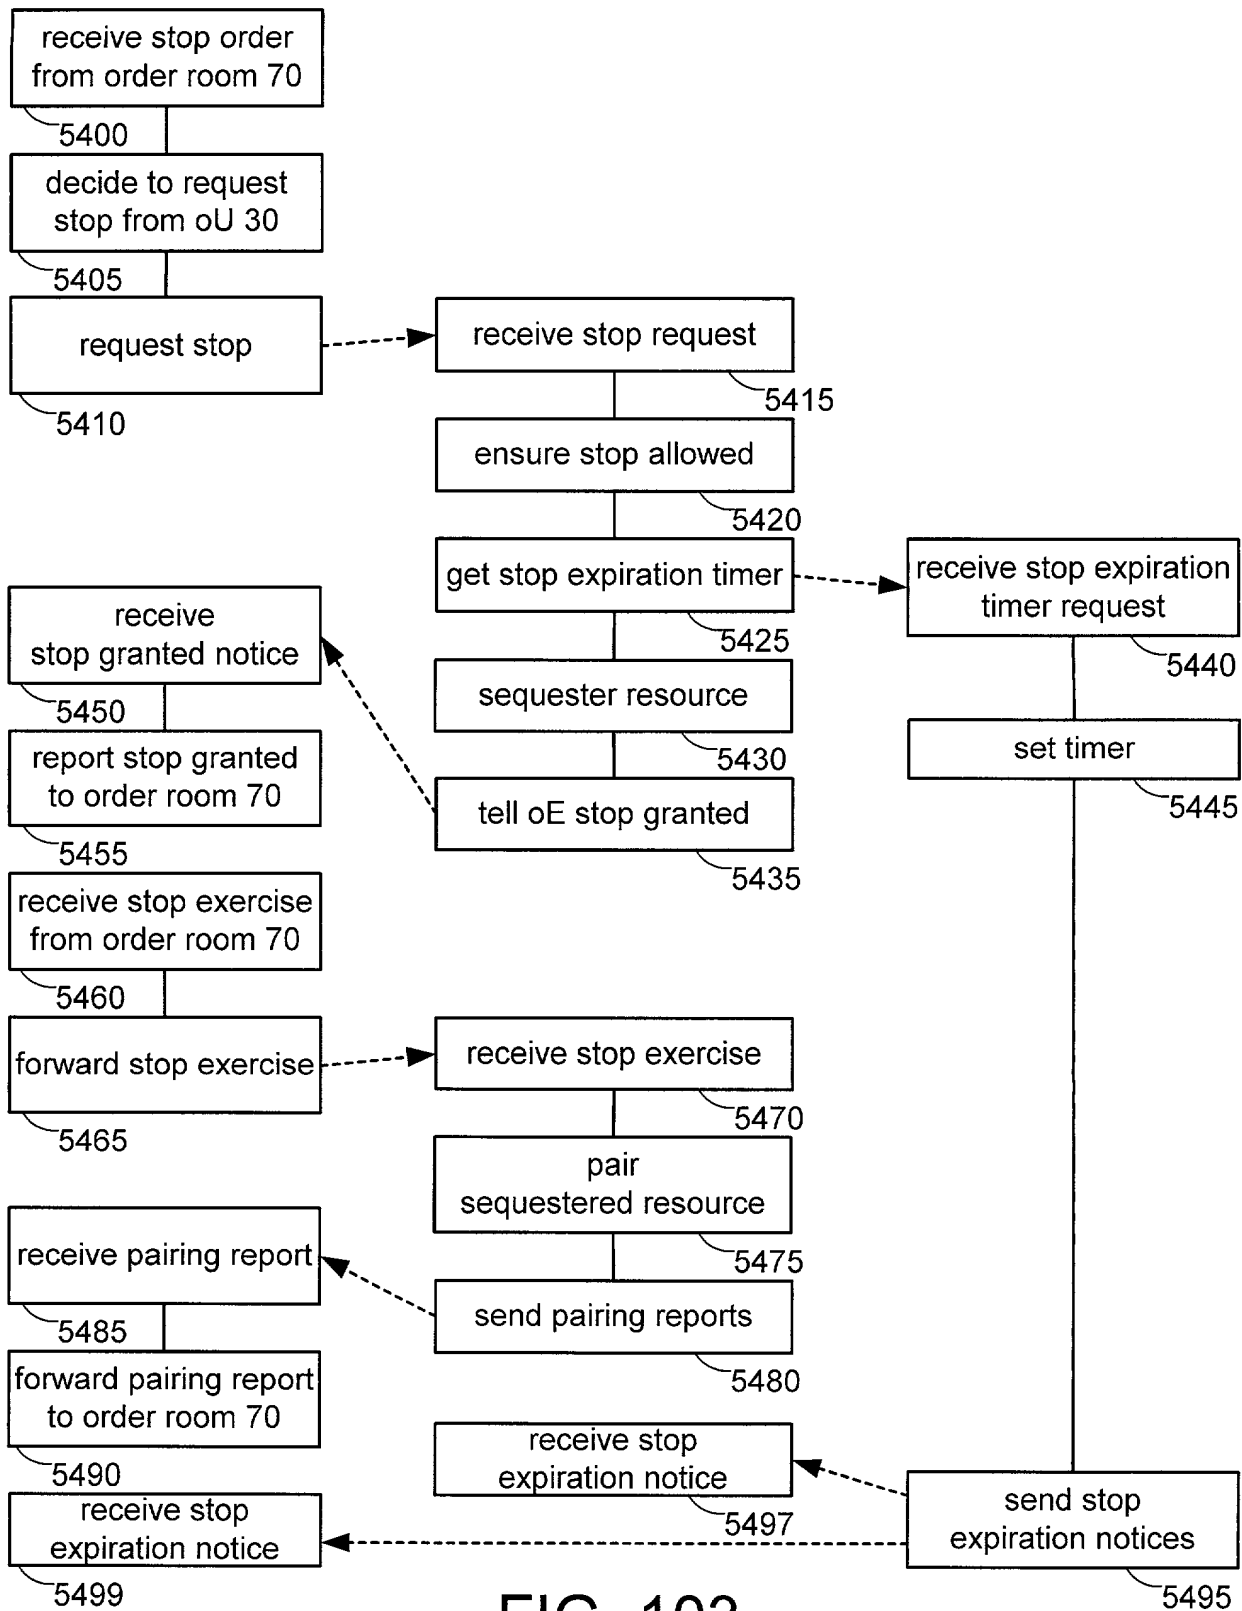 receive stop order
from order room 70
5400
decide to request
stop from oU 30
5405
request stop
5410
receive stop request
5415
ensure stop allowed
5420
get stop expiration timer
5425
receive stop expiration
timer request
5440
sequester resource
5430
set timer
5445
tell oE stop granted
5435
receive
stop granted notice
5450
report stop granted
to order room 70
5455
receive stop exercise
from order room 70
5460
forward stop exercise
5465
receive stop exercise
5470
pair
sequestered resource
5475
send pairing reports
5480
receive pairing report
5485
forward pairing report
to order room 70
5490
send stop
expiration notices
5495
receive stop
expiration notice
5497
receive stop
expiration notice
5499